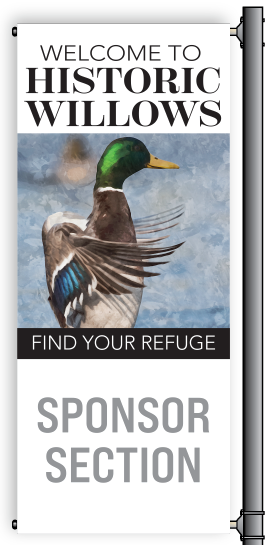 WELCOME TO
HISTORIC
WILLOWS
FIND YOUR REFUGE
SPONSOR
SECTION